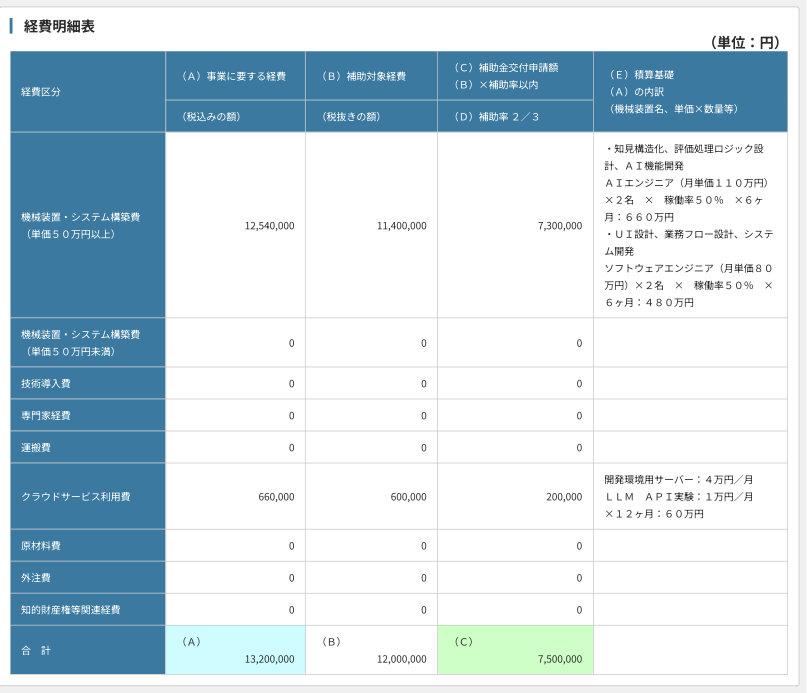 経費明細表
（単位：円）
経費区分
（Ａ）事業に要する経費
（Ｂ）補助対象経費
（Ｃ）補助金交付申請額
（Ｂ）×補助率以内
（Ｅ）積算基礎
（Ａ）の内訳
（機械装置名、単価×数量等）
（税込みの額）
（税抜きの額）
（Ｄ）補助率 ２／３
機械装置・システム構築費
（単価５０万円以上）
12,540,000
11,400,000
7,300,000
・知見構造化、評価処理ロジック設
計、ＡＩ機能開発
ＡＩエンジニア（月単価１１０万円）
×２名　×　稼働率５０％　×６ヶ
月：６６０万円
・ＵＩ設計、業務フロー設計、システ
ム開発
ソフトウェアエンジニア（月単価８０
万円）×２名　×　稼働率５０％　×
６ヶ月：４８０万円
機械装置・システム構築費
（単価５０万円未満）
0
0
0
技術導入費
0
0
0
専門家経費
0
0
0
運搬費
0
0
0
クラウドサービス利用費
660,000
600,000
200,000
開発環境用サーバー：４万円／月
ＬＬＭ　ＡＰＩ実験：１万円／月
×１２ヶ月：６０万円
原材料費
0
0
0
外注費
0
0
0
知的財産権等関連経費
0
0
0
合　計
（Ａ）
13,200,000
（Ｂ）
12,000,000
（Ｃ）
7,500,000